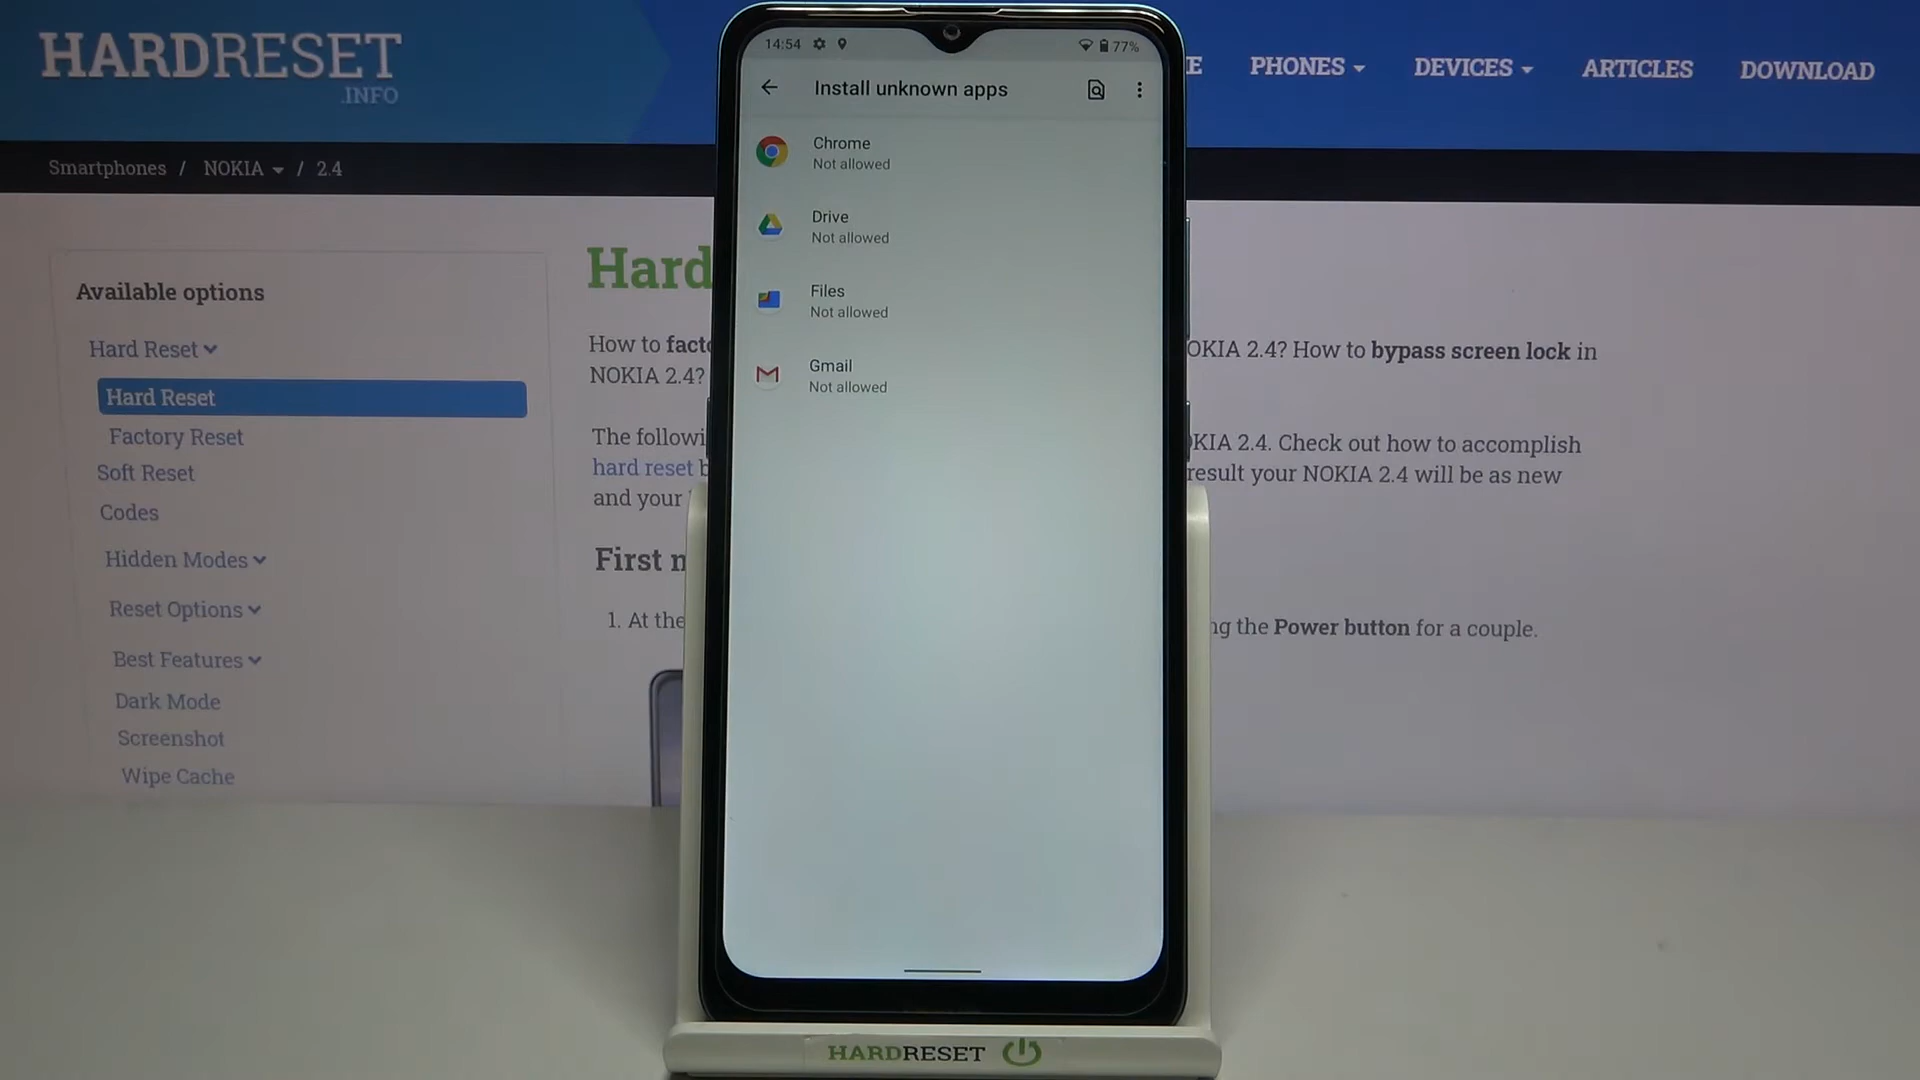 HARDRESET
.INFO
E PHONES DEVICES ARTICLES DOWNLOAD
Smartphones / NOKIA / 2.4
Available options
Hard Reset
Hard Reset
Factory Reset
Soft Reset
Codes
Hidden Modes
Reset Options
Best Features
Dark Mode
Screenshot
Wipe Cache
Hard
How to facto
OKIA 2.4? How to bypass screen lock in
NOKIA 2.4?
The followi
KIA 2.4. Check out how to accomplish
hard reset b
result your NOKIA 2.4 will be as new
and your
First m
1. At the
ng the Power button for a couple.
14:54 77%
Install unknown apps
Chrome
Not allowed
Drive
Not allowed
Files
Not allowed
Gmail
Not allowed
HARDRESET